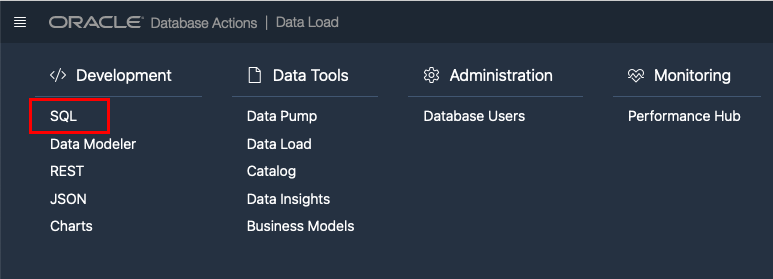 ORACLE Database Actions | Data Load
Development
SQL
Data Modeler
REST
JSON
Charts
Data Tools
Data Pump
Data Load
Catalog
Data Insights
Business Models
Administration
Database Users
Monitoring
Performance Hub